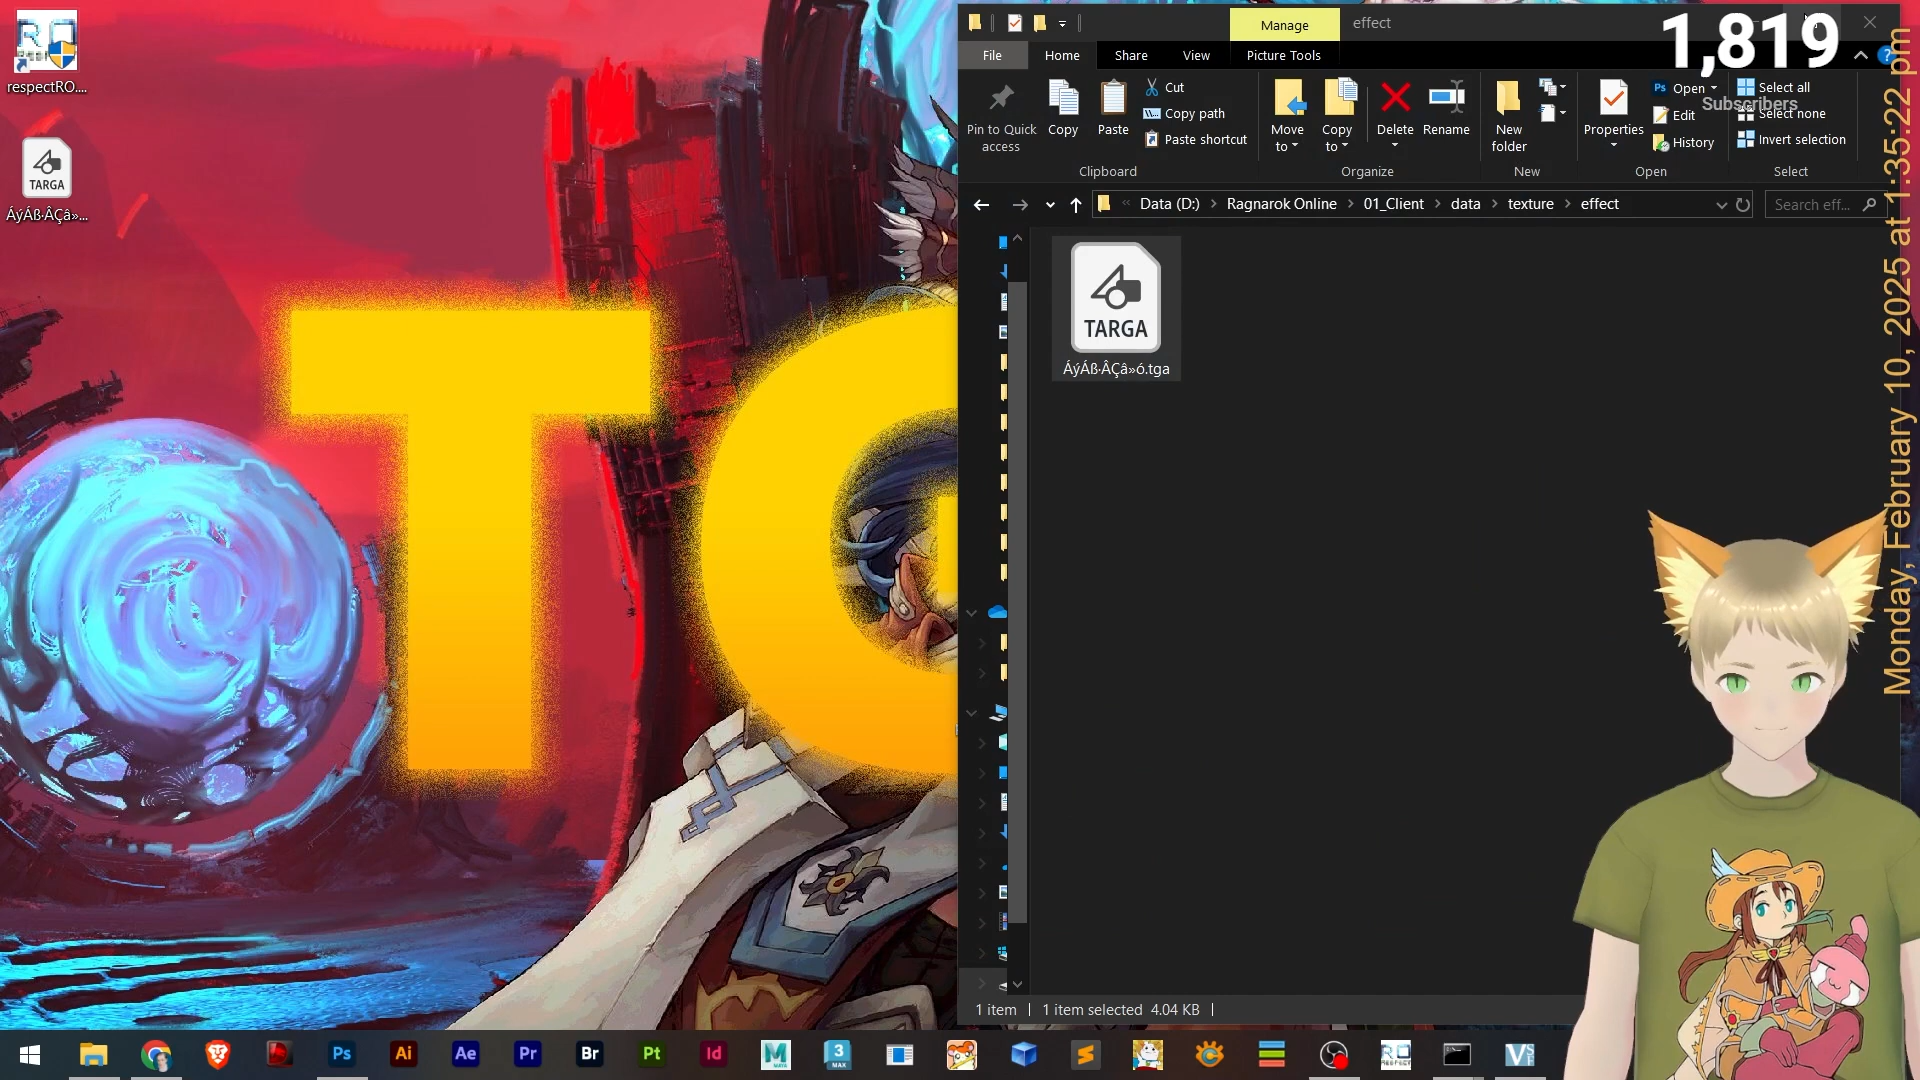 respectRO....
TARGA
ÁýÁß·ÂÇâ»...
TG
Manage
effect
File
Home
Share
View
Picture Tools
1,819
Subscribers
Pin to Quick access
Copy
Paste
Cut
Copy path
Paste shortcut
Move to
Copy to
Delete
Rename
New folder
Properties
Open
Edit
History
Select all
Select none
Invert selection
Clipboard
Organize
New
Open
Select
Data (D:)
Ragnarok Online
01_Client
data
texture
effect
Search eff...
TARGA
ÁýÁß·ÂÇâ»ó.tga
Monday, February 10, 2025 at 1:35:22 pm
1 item
1 item selected 4.04 KB
Ps
Ai
Ae
Pr
Br
Pt
Id
M
3
MAX